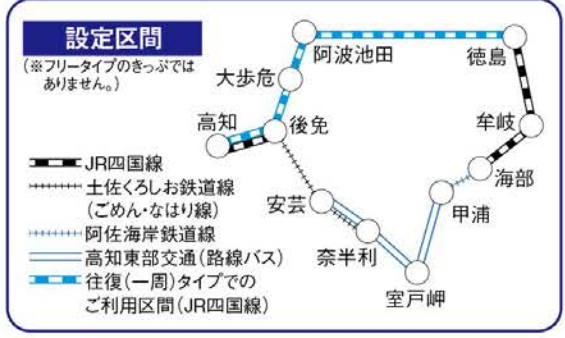 設定区間
(※フリータイプのきっぷでは
ありません。)
阿波池田
徳島
大歩危
高知
後免
牟岐
海部
安芸
甲浦
奈半利
室戸岬
JR四国線
土佐くろしお鉄道線
(ごめん・なはり線)
阿佐海岸鉄道線
高知東部交通(路線バス)
往復(一周)タイプでの
ご利用区間(JR四国線)